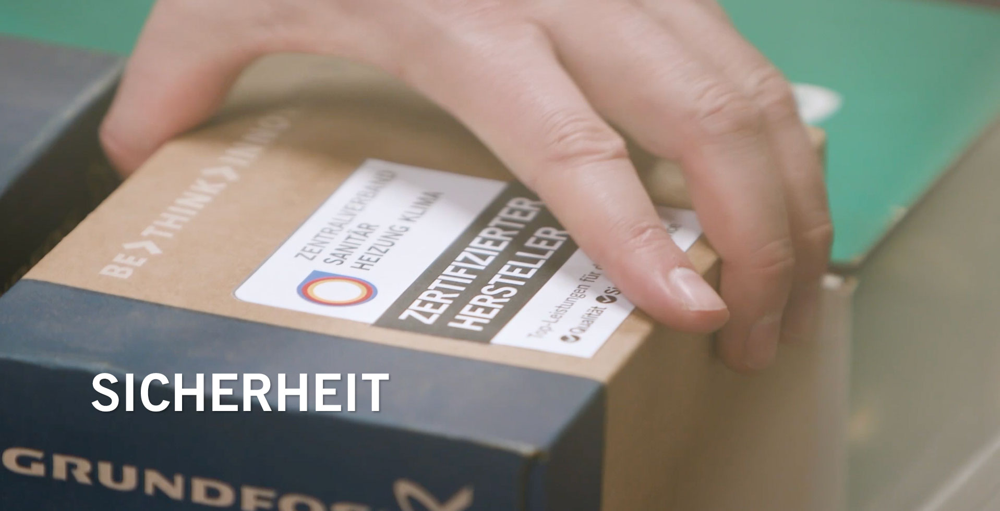 BE>THINK>INNO
ZENTRALVERBAND
SANITÄR
HEIZUNG KLIMA
ZERTIFIZIERTER
HERSTELLER
Top-Leistungen für
Qualität
SICHERHEIT
GRUNDFOS